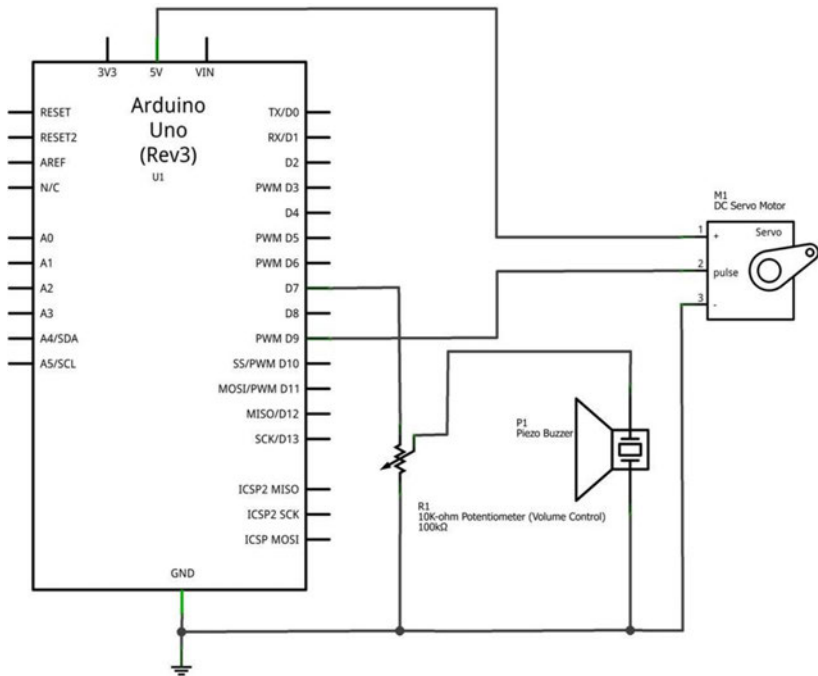 3V3
5V
VIN
Arduino
Uno
(Rev3)
U1
RESET
RESET2
AREF
N/C
A0
A1
A2
A3
A4/SDA
A5/SCL
TX/D0
RX/D1
D2
PWM D3
D4
PWM D5
PWM D6
D7
D8
PWM D9
SS/PWM D10
MOSI/PWM D11
MISO/D12
SCK/D13
ICSP2 MISO
ICSP2 SCK
ICSP MOSI
GND
M1
DC Servo Motor
1
+
Servo
2
pulse
3
-
P1
Piezo Buzzer
R1
10K-ohm Potentiometer (Volume Control)
100kΩ